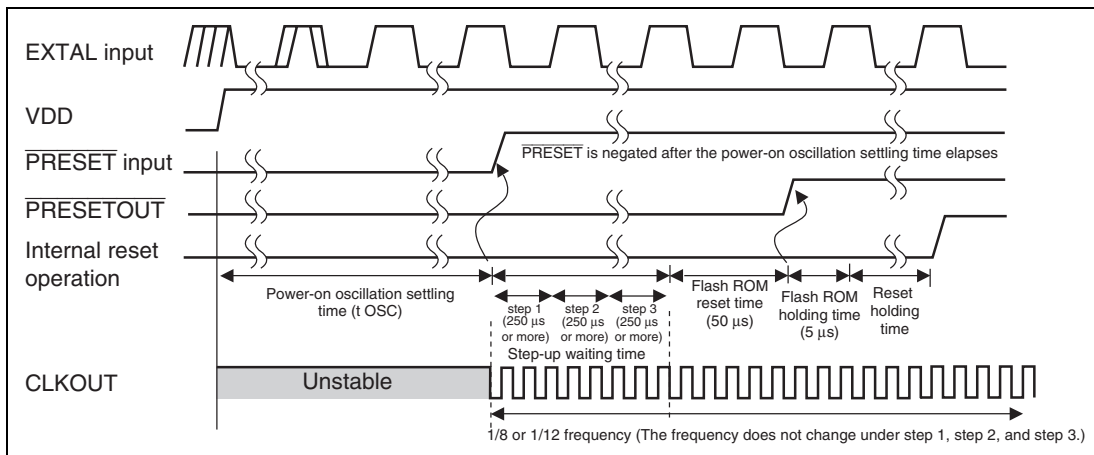 EXTAL input
VDD
PRESET input
PRESET is negated after the power-on oscillation settling time elapses
PRESETOUT
Internal reset
operation
Power-on oscillation settling
time (t OSC)
step 1
(250 µs
or more)
step 2
(250 µs
or more)
step 3
(250 µs
or more)
Step-up waiting time
Flash ROM
reset time
(50 µs)
Flash ROM
holding time
(5 µs)
Reset
holding
time
CLKOUT
Unstable
1/8 or 1/12 frequency (The frequency does not change under step 1, step 2, and step 3.)